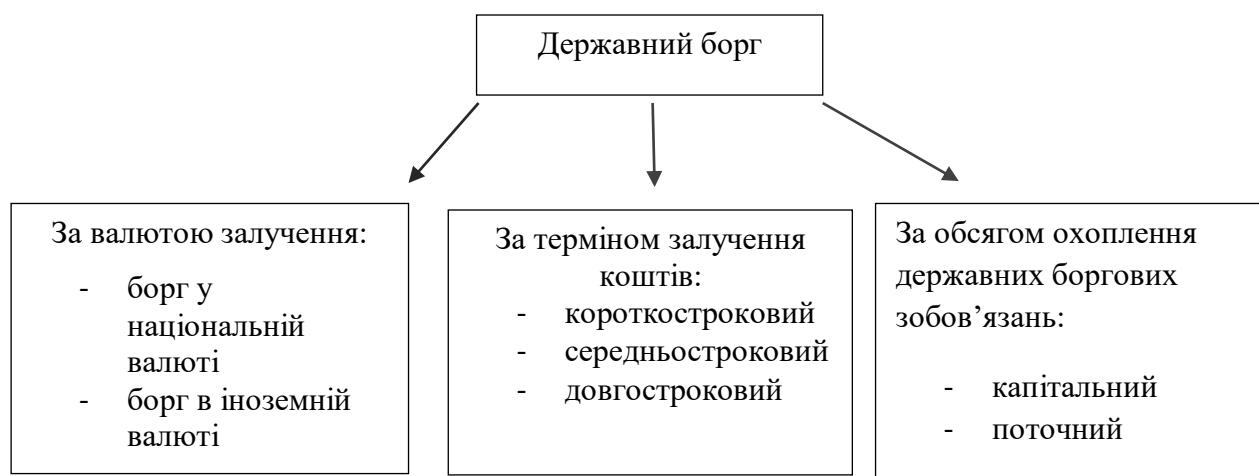 Державний борг
За валютою залучення:
- борг у
національній
валюті
- борг в іноземній
валюті
За терміном залучення
коштів:
- короткостроковий
- середньостроковий
- довгостроковий
За обсягом охоплення
державних боргових
зобов’язань:
- капітальний
- поточний